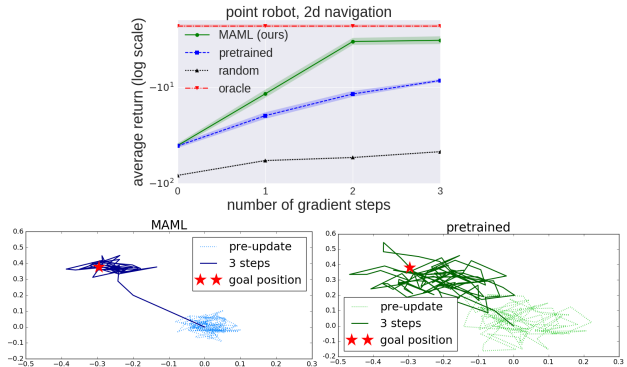 point robot, 2d navigation
average return (log scale)
MAML (ours)
pretrained
random
oracle
−10¹
−10²
0 1 2 3
number of gradient steps
MAML
0.6
0.5
0.4
0.3
0.2
0.1
0.0
−0.1
−0.2
−0.5 −0.4 −0.3 −0.2 −0.1 0.0 0.1 0.2 0.3
pre-update
3 steps
goal position
pretrained
0.6
0.5
0.4
0.3
0.2
0.1
0.0
−0.1
−0.2
−0.5 −0.4 −0.3 −0.2 −0.1 0.0 0.1 0.2 0.3
pre-update
3 steps
goal position